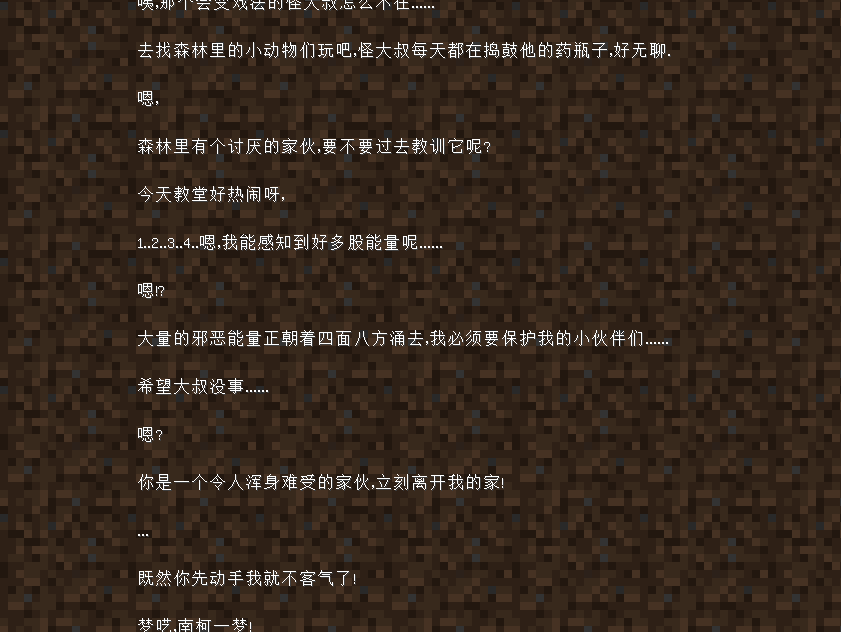 咦,那个会变戏法的怪大叔怎么不在......
去找森林里的小动物们玩吧,怪大叔每天都在捣鼓他的药瓶子,好无聊.
嗯,
森林里有个讨厌的家伙,要不要过去教训它呢?
今天教堂好热闹呀,
1..2..3..4..嗯,我能感知到好多股能量呢......
嗯!?
大量的邪恶能量正朝着四面八方涌去,我必须要保护我的小伙伴们......
希望大叔没事......
嗯?
你是一个令人浑身难受的家伙,立刻离开我的家!
...
既然你先动手我就不客气了!
梦呓,南柯一梦!